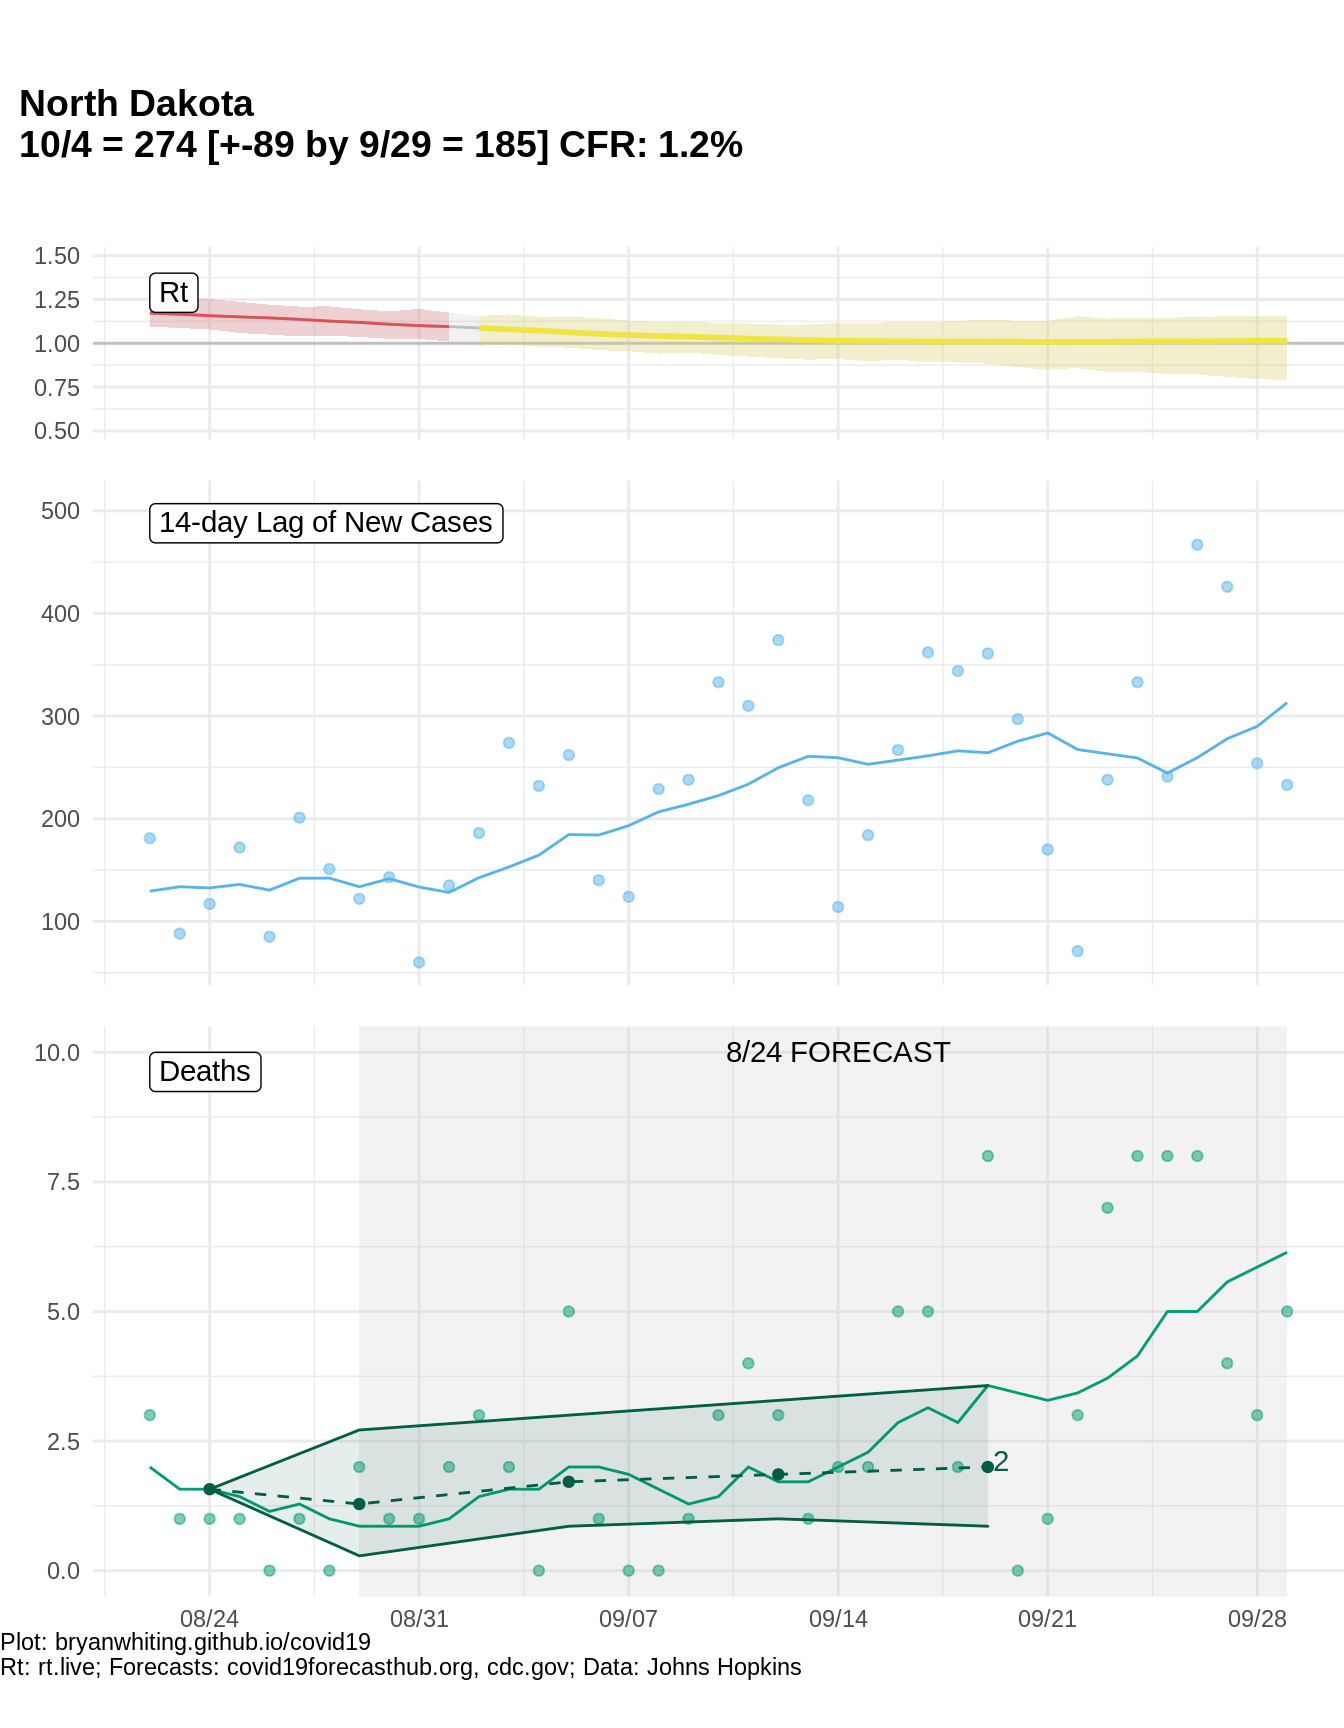 North Dakota
10/4 = 274 [+-89 by 9/29 = 185] CFR: 1.2%
1.50
1.25
1.00
0.75
0.50
Rt
500
400
300
200
100
14-day Lag of New Cases
10.0
7.5
5.0
2.5
0.0
Deaths
8/24 FORECAST
2
08/24
08/31
09/07
09/14
09/21
09/28
Plot: bryanwhiting.github.io/covid19
Rt: rt.live; Forecasts: covid19forecasthub.org, cdc.gov; Data: Johns Hopkins